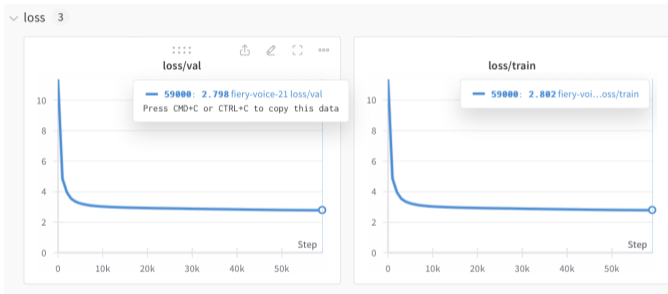 loss 3
loss/val
59000: 2.798 fiery-voice-21 loss/val
Press CMD+C or CTRL+C to copy this data
10
8
6
4
2
0
Step
0 10k 20k 30k 40k 50k
loss/train
59000: 2.802 fiery-voi...oss/train
10
8
6
4
2
0
Step
0 10k 20k 30k 40k 50k